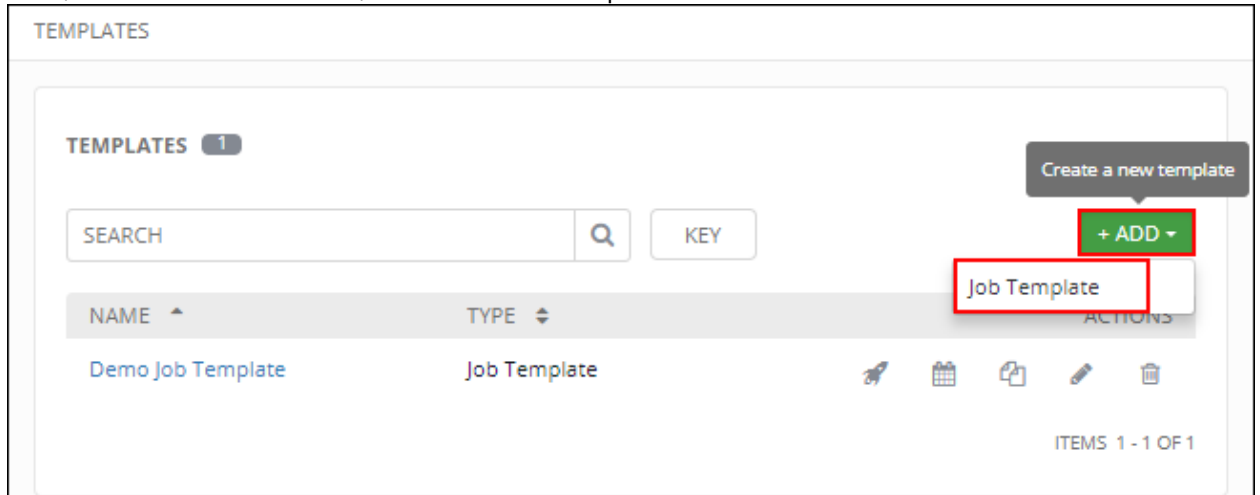 TEMPLATES
TEMPLATES 1
Create a new template
SEARCH KEY + ADD
Job Template
NAME TYPE ACTIONS
Demo Job Template Job Template
ITEMS 1 - 1 OF 1